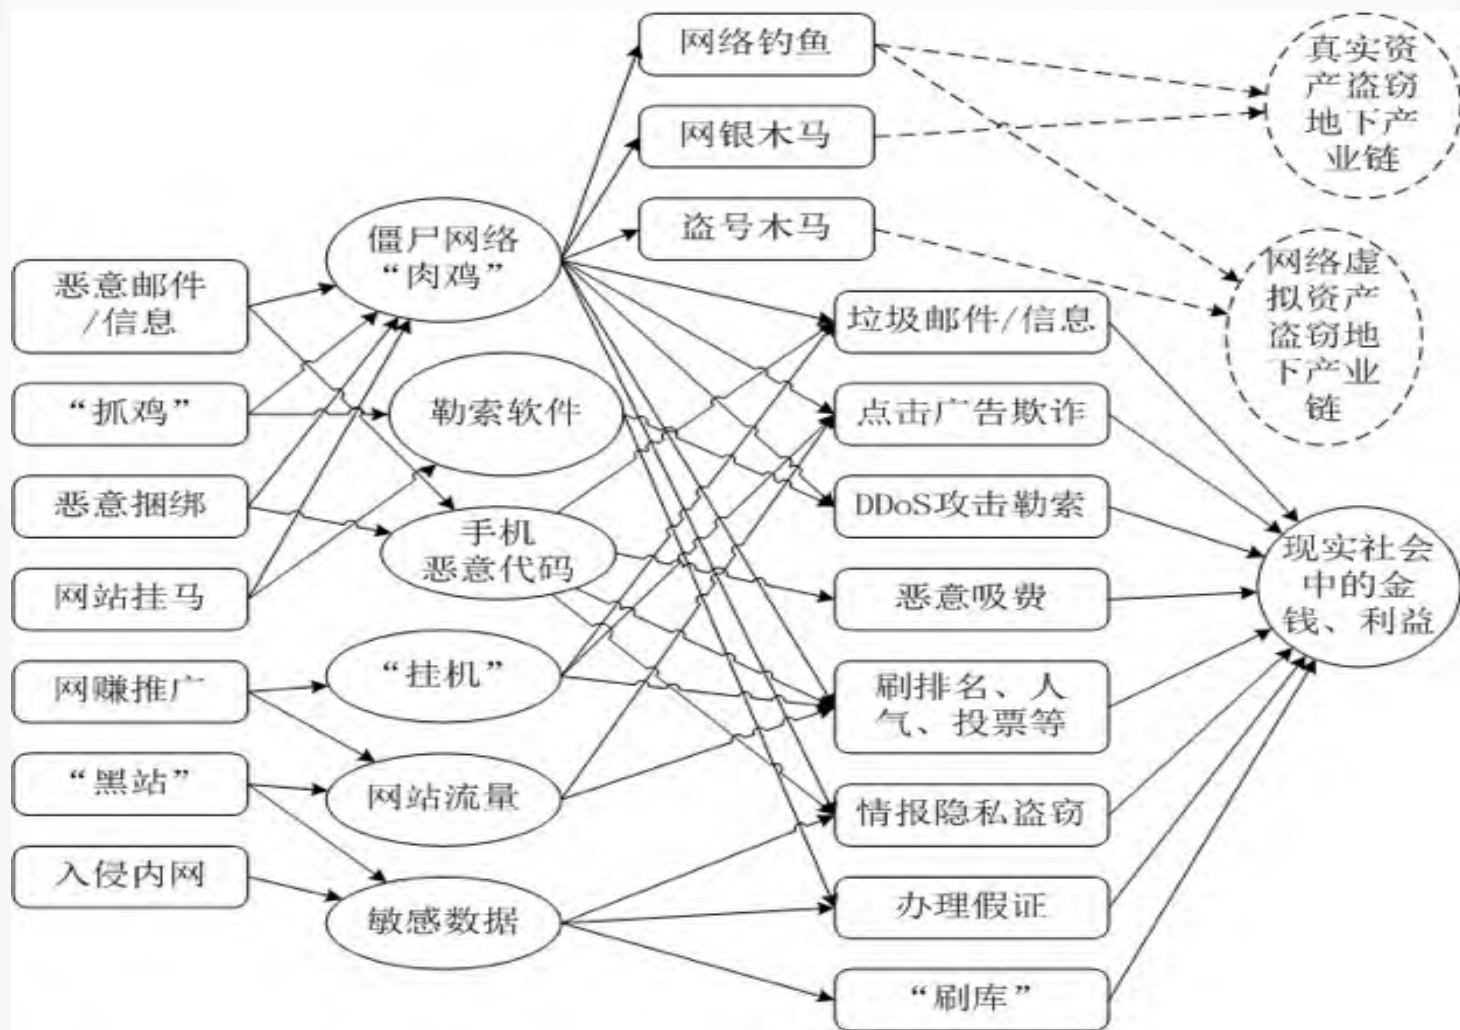 网络钓鱼
网银木马
盗号木马
真实资
产盗窃
地下产
业链
网络虚
拟资产
盗窃地
下产业
链
恶意邮件
/信息
“抓鸡”
恶意捆绑
网站挂马
网赚推广
“黑站”
入侵内网
僵尸网络
“肉鸡”
勒索软件
手机
恶意代码
“挂机”
网站流量
敏感数据
垃圾邮件/信息
点击广告欺诈
DDoS攻击勒索
恶意吸费
刷排名、人
气、投票等
情报隐私盗窃
办理假证
“刷库”
现实社会
中的金
钱、利益